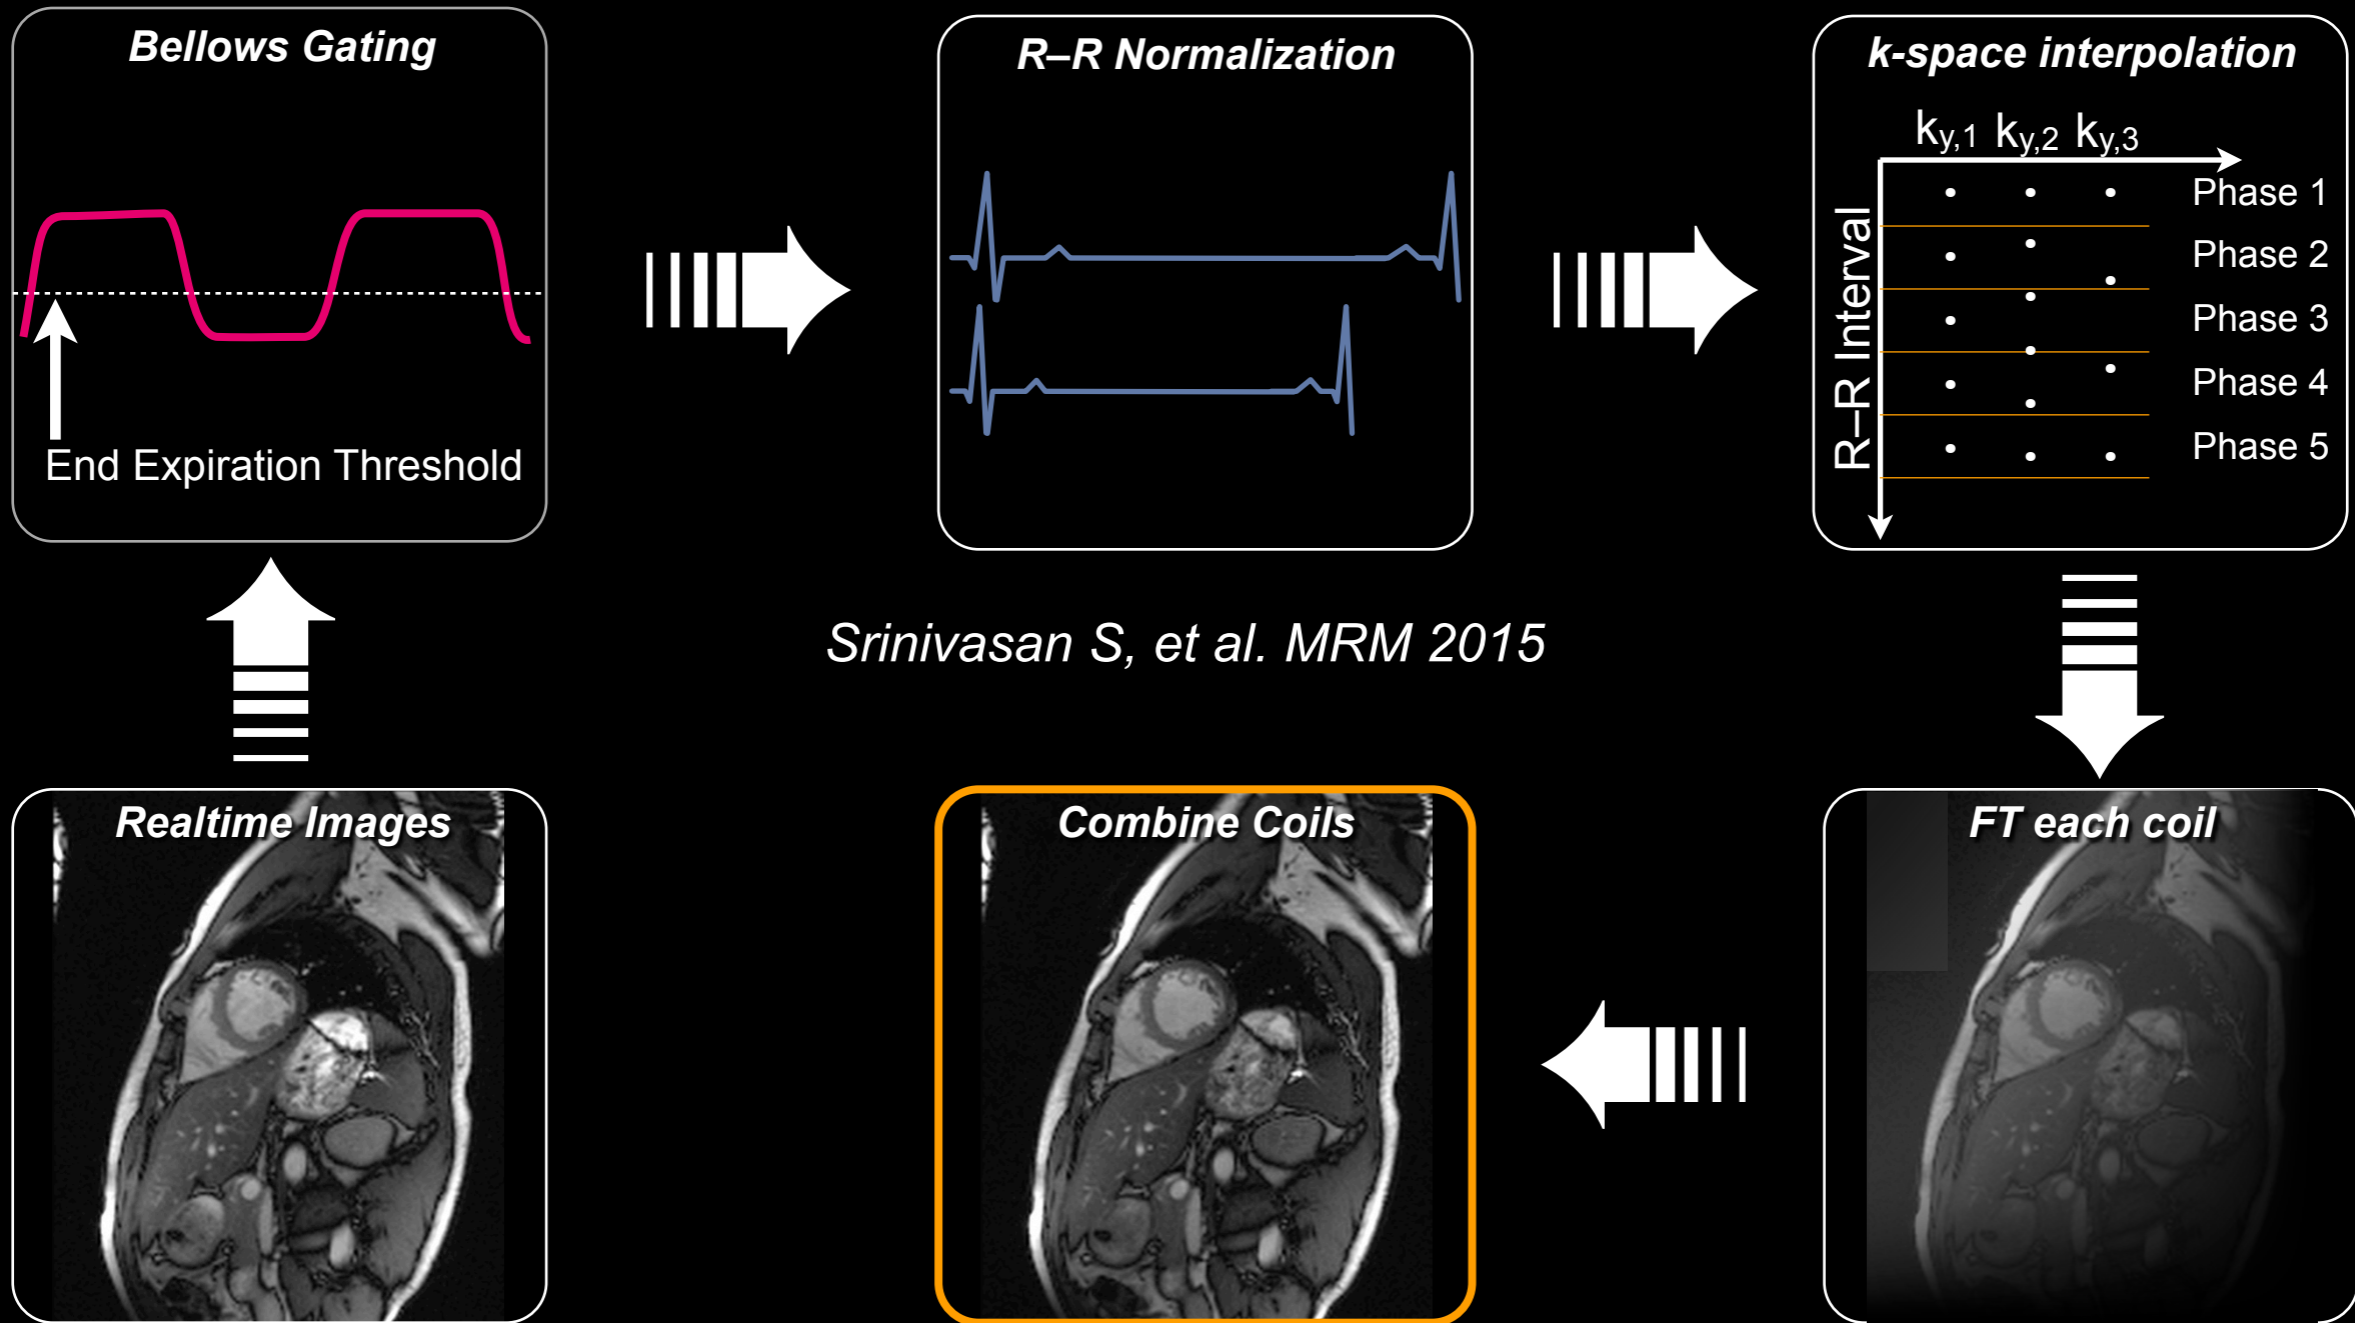 Bellows Gating
End Expiration Threshold
R–R Normalization
k-space interpolation
ky,1 ky,2 ky,3
R–R Interval
Phase 1
Phase 2
Phase 3
Phase 4
Phase 5
Srinivasan S, et al. MRM 2015
Realtime Images
Combine Coils
FT each coil